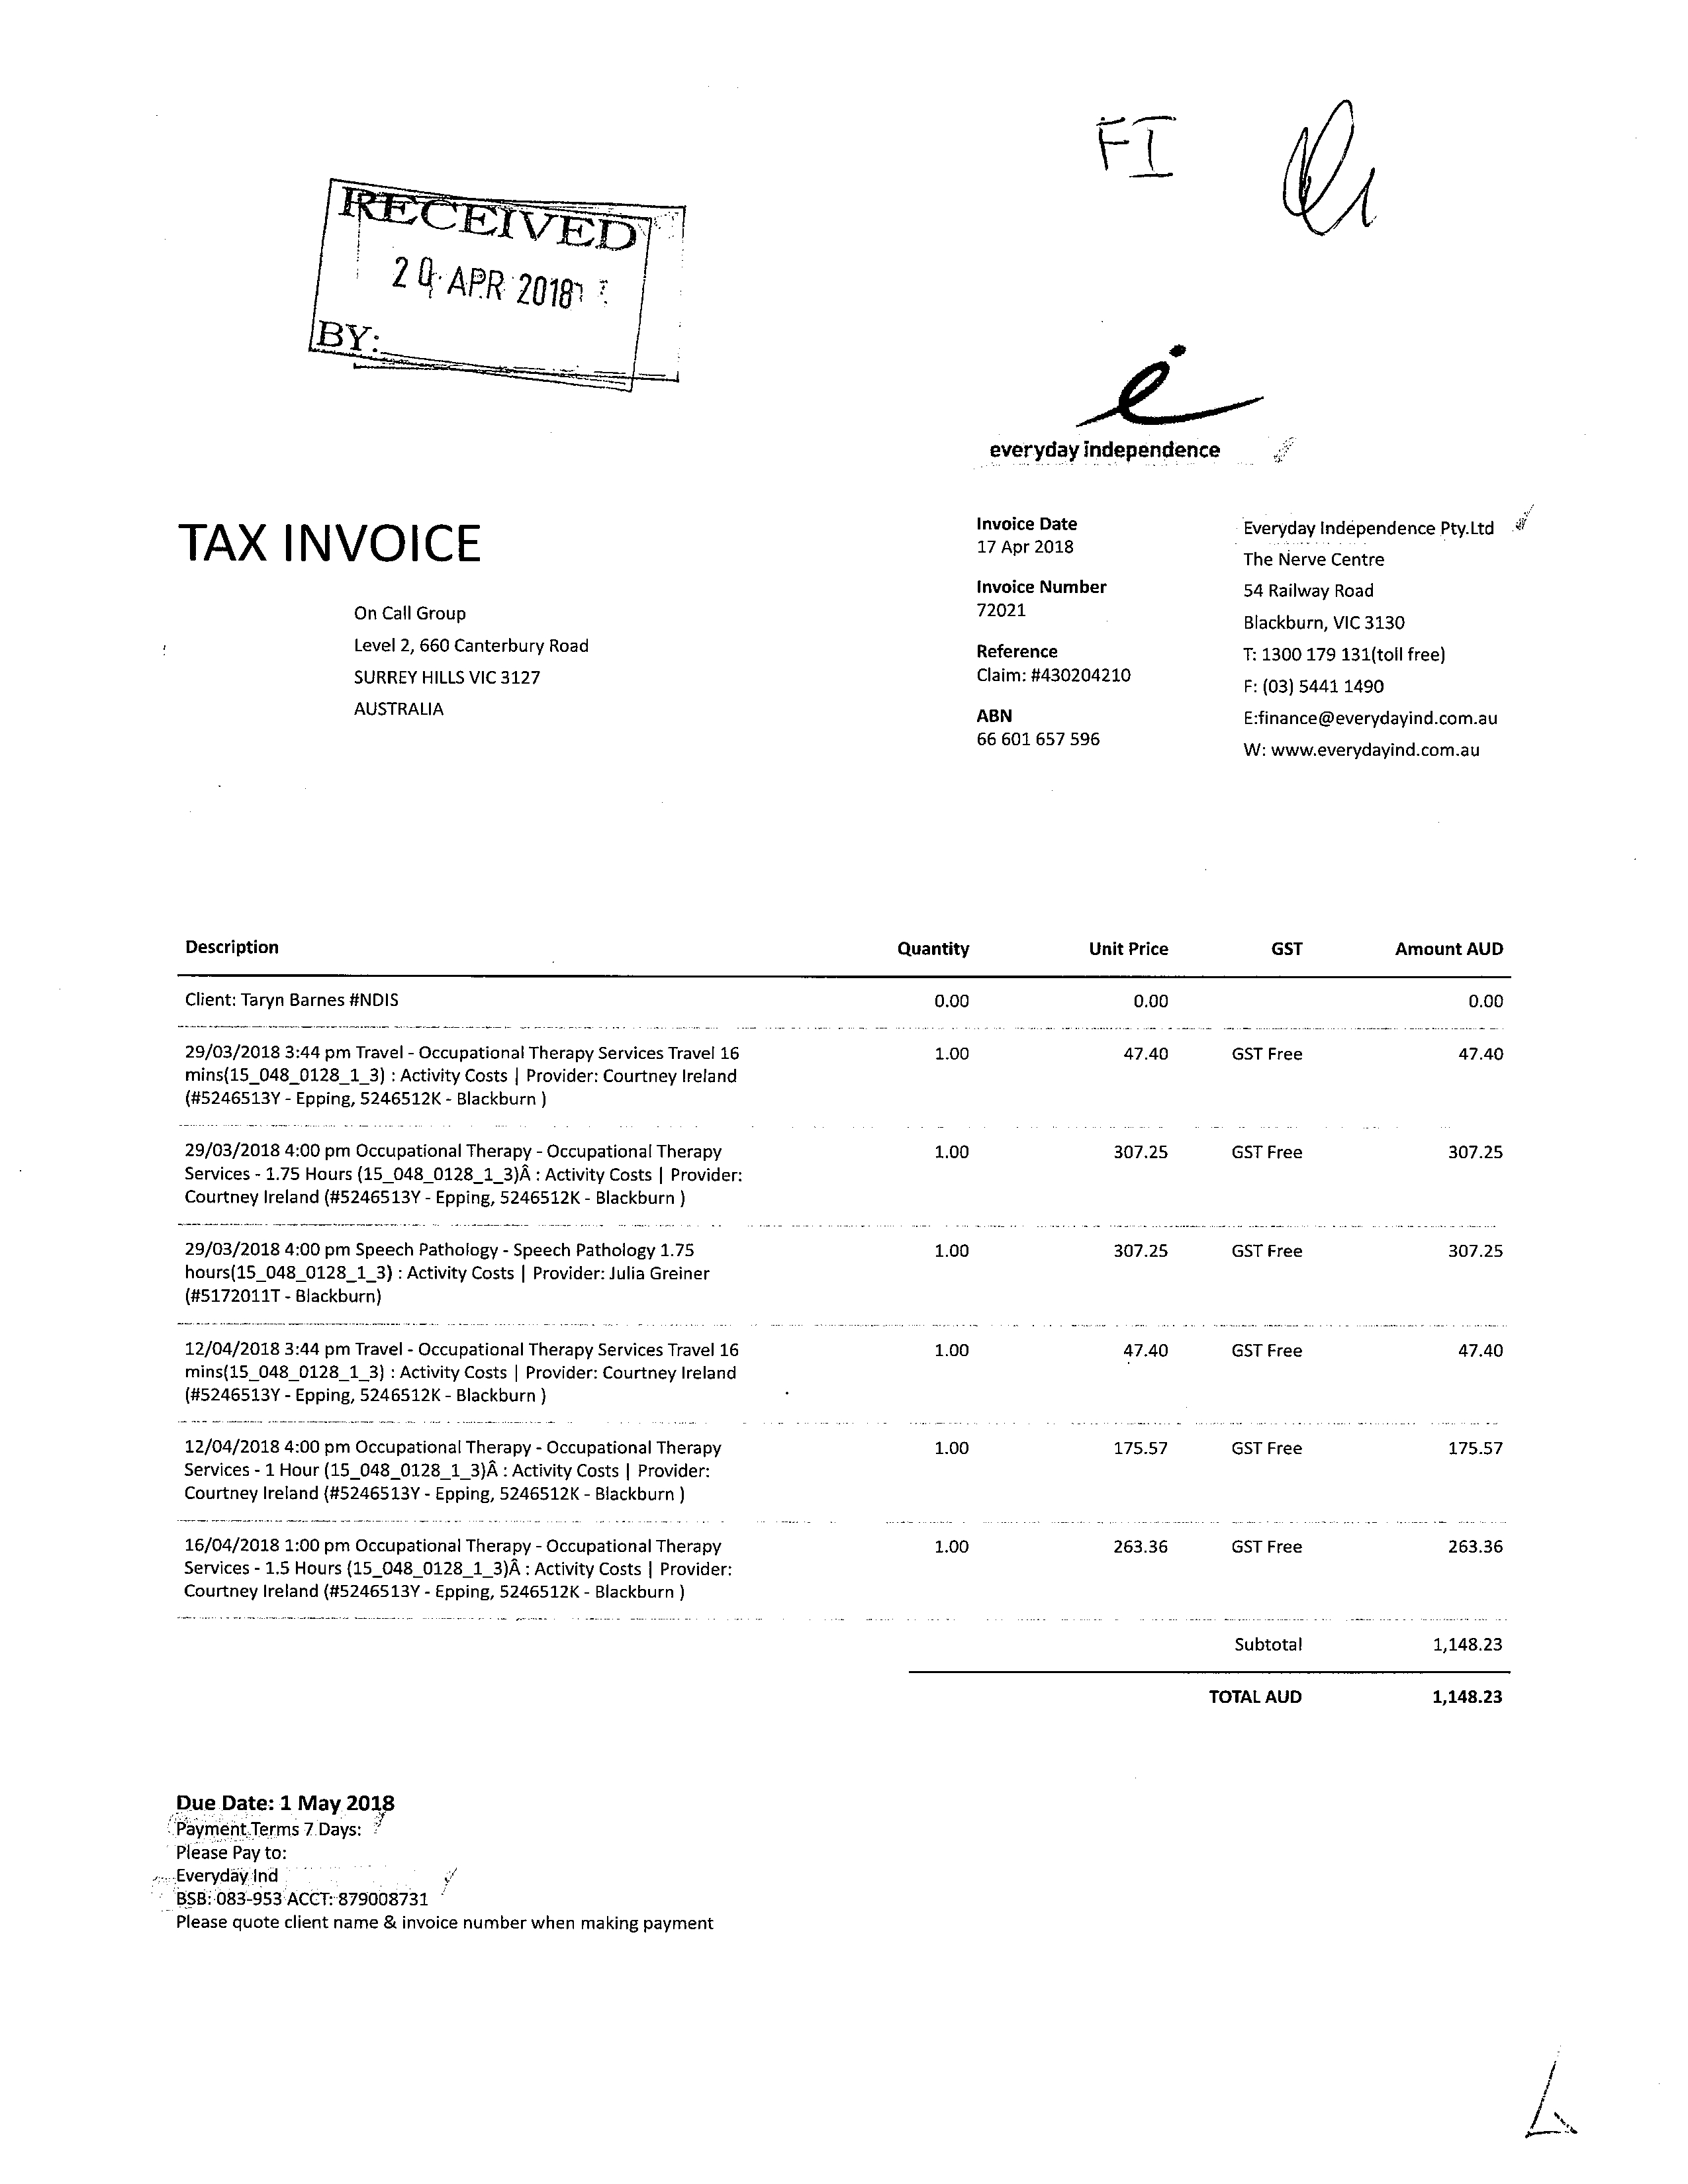 FI
RECEIVED
APR 2018
BY:
everyday independence
TAX INVOICE
On Call Group
Level 2, 660 Canterbury Road
SURREY HILLS VIC 3127
AUSTRALIA
Invoice Date
17 Apr 2018
Invoice Number
72021
Reference
Claim: #430204210
ABN
66 601 657 596
Everyday Independence Pty.Ltd
The Nerve Centre
54 Railway Road
Blackburn, VIC 3130
T: 1300 179 131(toll free)
F: (03) 5441 1490
E:finance@everydayind.com.au
W: www.everydayind.com.au
Description Quantity Unit Price GST Amount AUD
Client: Taryn Barnes #NDIS 0.00 0.00 0.00
29/03/2018 3:44 pm Travel - Occupational Therapy Services Travel 16 1.00 47.40 GST Free 47.40
mins(15_048_0128_1_3) : Activity Costs | Provider: Courtney Ireland
(#5246513Y - Epping, 5246512K - Blackburn )
29/03/2018 4:00 pm Occupational Therapy - Occupational Therapy 1.00 307.25 GST Free 307.25
Services - 1.75 Hours (15_048_0128_1_3)Â : Activity Costs | Provider:
Courtney Ireland (#5246513Y - Epping, 5246512K - Blackburn )
29/03/2018 4:00 pm Speech Pathology - Speech Pathology 1.75 1.00 307.25 GST Free 307.25
hours(15_048_0128_1_3) : Activity Costs | Provider: Julia Greiner
(#5172011T - Blackburn)
12/04/2018 3:44 pm Travel - Occupational Therapy Services Travel 16 1.00 47.40 GST Free 47.40
mins(15_048_0128_1_3) : Activity Costs | Provider: Courtney Ireland
(#5246513Y - Epping, 5246512K - Blackburn )
12/04/2018 4:00 pm Occupational Therapy - Occupational Therapy 1.00 175.57 GST Free 175.57
Services - 1 Hour (15_048_0128_1_3)Â : Activity Costs | Provider:
Courtney Ireland (#5246513Y - Epping, 5246512K - Blackburn )
16/04/2018 1:00 pm Occupational Therapy - Occupational Therapy 1.00 263.36 GST Free 263.36
Services - 1.5 Hours (15_048_0128_1_3)Â : Activity Costs | Provider:
Courtney Ireland (#5246513Y - Epping, 5246512K - Blackburn )
Subtotal 1,148.23
TOTAL AUD 1,148.23
Due Date: 1 May 2018
Payment Terms 7 Days:
Please Pay to:
Everyday Ind
BSB: 083-953 ACCT: 879008731
Please quote client name & invoice number when making payment